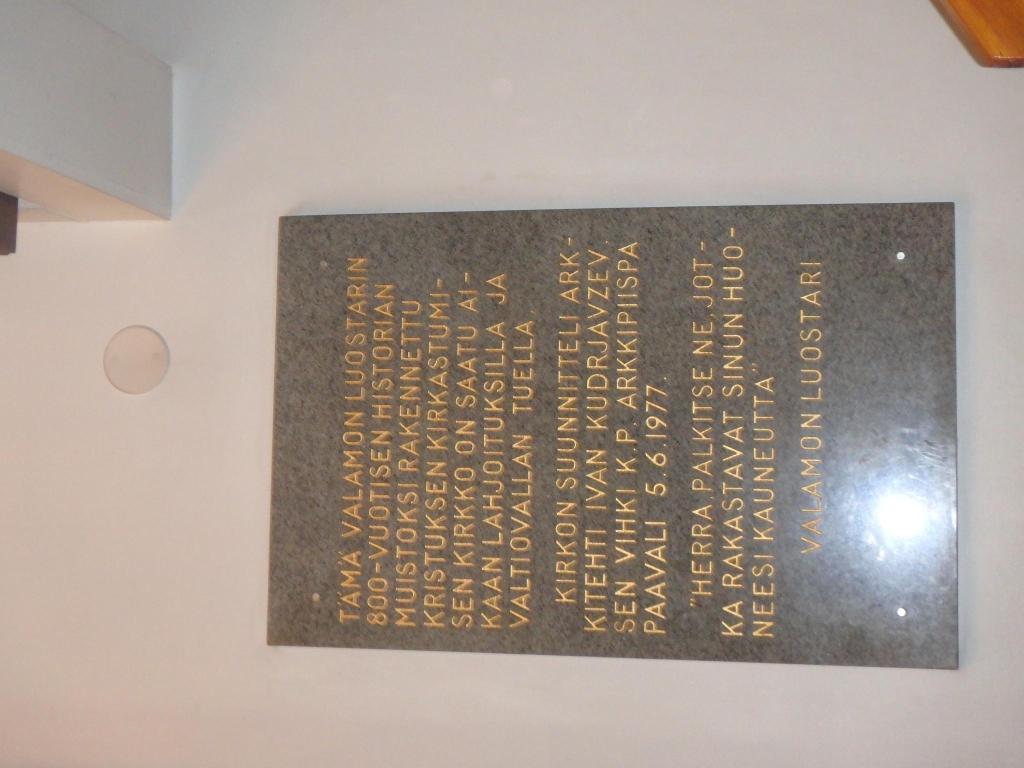 TÄMÄ VALAMON LUOSTARIN
800-VUOTISEN HISTORIAN
MUISTOKSI RAKENNETTU
KRISTUKSEN KIRKASTUMI-
SEN KIRKKO ON SAATU AI-
KAAN LAHJOITUKSILLA JA
VALTIOVALLAN TUELLA.
KIRKON SUUNNITELI ARK-
KITEHTI IVAN KUDRJAVZEV.
SEN VIHKI K.P. ARKKIPIISPA
PAAVALI 5.6.1977.
"HERRA, PALKITSE NE, JOT-
KA RAKASTAVAT SINUN HUO-
NEESI KAUNEUTTA"
VALAMON LUOSTARI